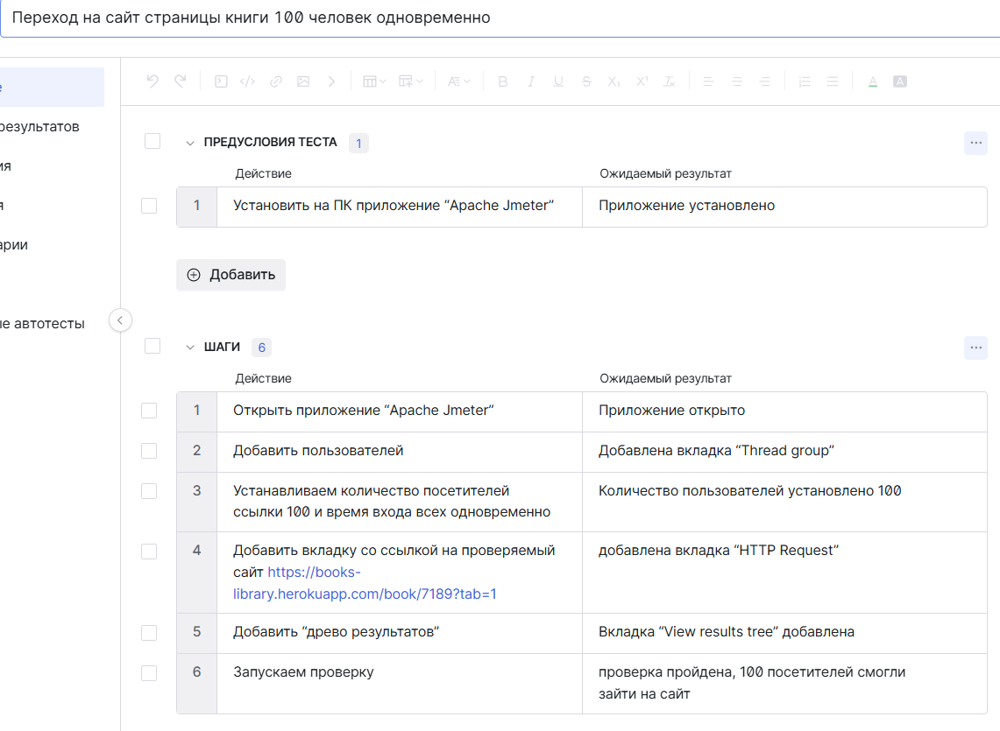 Переход на сайт страницы книги 100 человек одновременно
е
результатов
ия
я
арии
ые автотесты
ПРЕДУСЛОВИЯ ТЕСТА 1
Действие Ожидаемый результат
1 Установить на ПК приложение “Apache Jmeter” Приложение установлено
Добавить
ШАГИ 6
Действие Ожидаемый результат
1 Открыть приложение “Apache Jmeter” Приложение открыто
2 Добавить пользователей Добавлена вкладка “Thread group”
3 Устанавливаем количество посетителей Количество пользователей установлено 100
ссылки 100 и время входа всех одновременно
4 Добавить вкладку со ссылкой на проверяемый добавлена вкладка “HTTP Request”
сайт https://books-
library.herokuapp.com/book/7189?tab=1
5 Добавить “древо результатов” Вкладка “View results tree” добавлена
6 Запускаем проверку проверка пройдена, 100 посетителей смогли
зайти на сайт